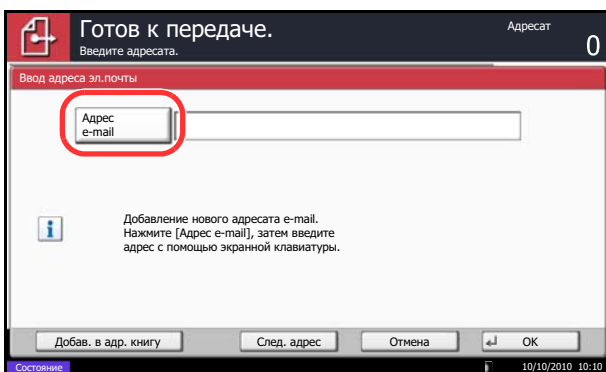 Готов к передаче.
Адресат
Введите адресата.
0
Ввод адреса эл.почты
Адрес
e-mail
Добавление нового адресата e-mail.
Нажмите [Адрес e-mail], затем введите
адрес с помощью экранной клавиатуры.
Добав. в адр. книгу
След. адрес
Отмена
OK
Состояние
10/10/2010 10:10